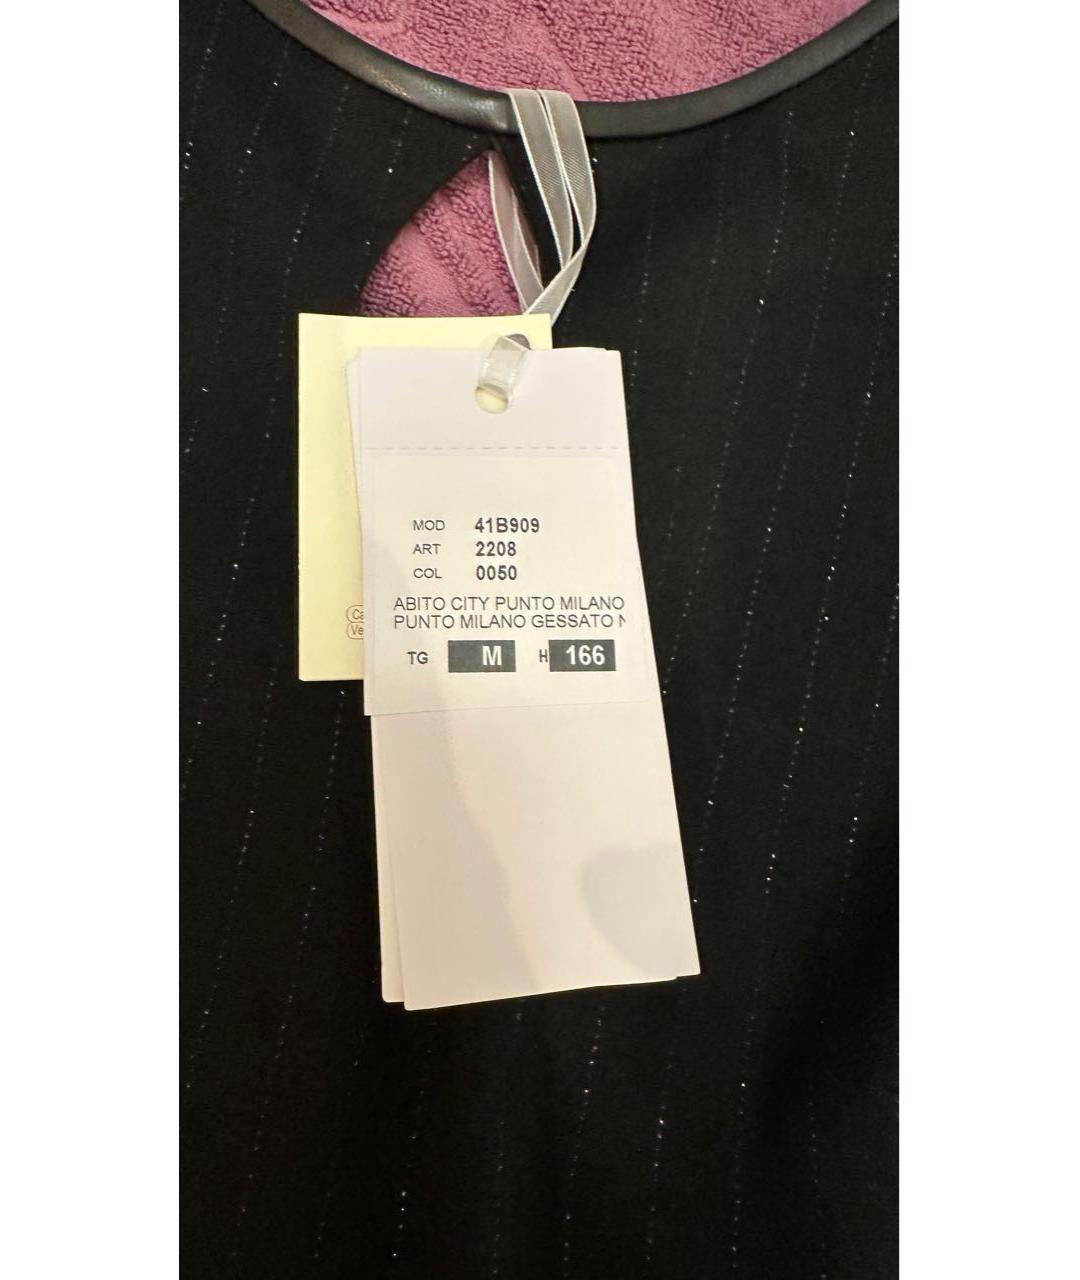 MOD 41B909
ART 2208
COL 0050
ABITO CITY PUNTO MILANO
PUNTO MILANO GESSATO
TG M H 166